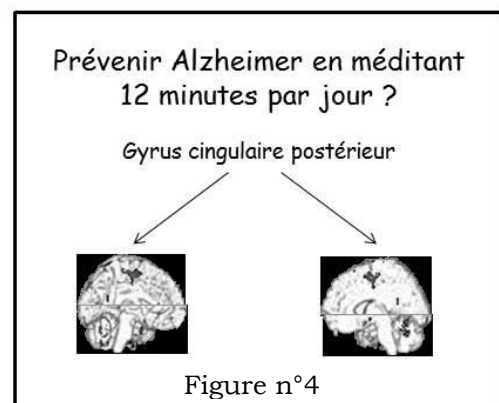 Prévenir Alzheimer en méditant
12 minutes par jour ?
Gyrus cingulaire postérieur
Figure n°4